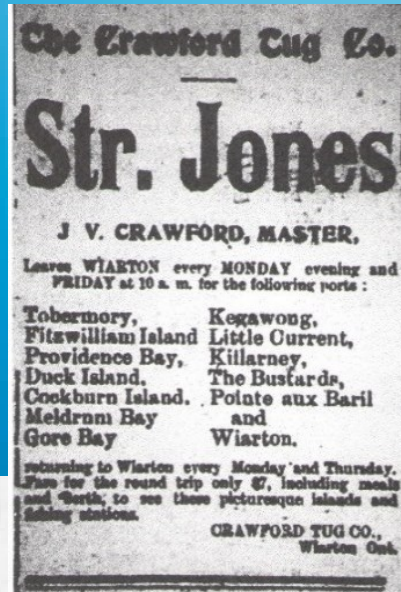 The Crawford Tug Co.
Str. Jones
J V. CRAWFORD, MASTER,
Leaves WIARTON every MONDAY evening and
FRIDAY at 10 a. m. for the following ports :
Tobermory,
Fitzwilliam Island
Providence Bay,
Duck Island.
Cockburn Island.
Meldrum Bay
Gore Bay
Kegawong,
Little Current,
Killarney,
The Bustards,
Pointe aux Baril
and
Wiarton.
returning to Wiarton every Monday and Thursday.
Fare for the round trip only $7, including meals
and Berth, to see these picturesque islands and
fishing stations.
CRAWFORD TUG CO.,
Wiarton Ont.